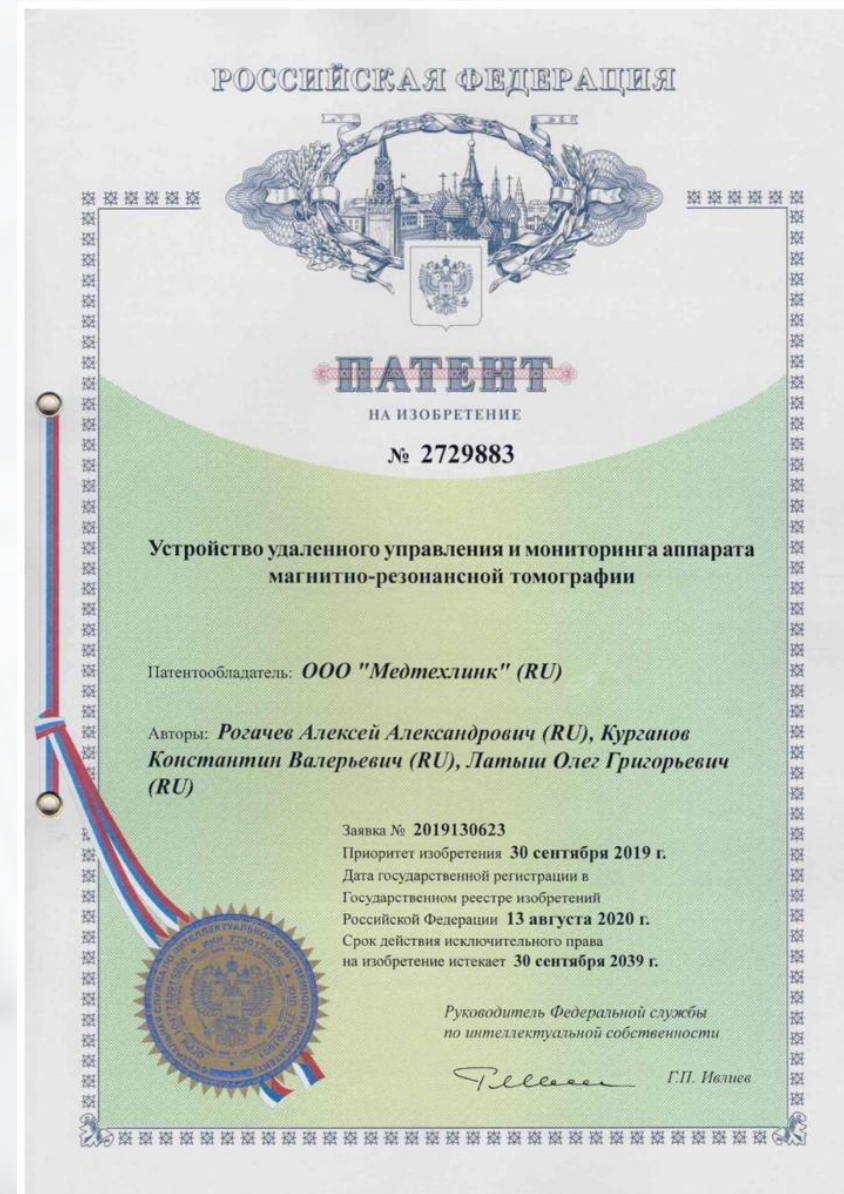 РОССИЙСКАЯ ФЕДЕРАЦИЯ
ПАТЕНТ
НА ИЗОБРЕТЕНИЕ
№ 2729883
Устройство удаленного управления и мониторинга аппарата
магнитно-резонансной томографии
Патентообладатель: ООО "Медтехлинк" (RU)
Авторы: Рогачев Алексей Александрович (RU), Курганов
Константин Валерьевич (RU), Латыш Олег Григорьевич
(RU)
Заявка № 2019130623
Приоритет изобретения 30 сентября 2019 г.
Дата государственной регистрации в
Государственном реестре изобретений
Российской Федерации 13 августа 2020 г.
Срок действия исключительного права
на изобретение истекает 30 сентября 2039 г.
Руководитель Федеральной службы
по интеллектуальной собственности
Г.П. Ивлиев